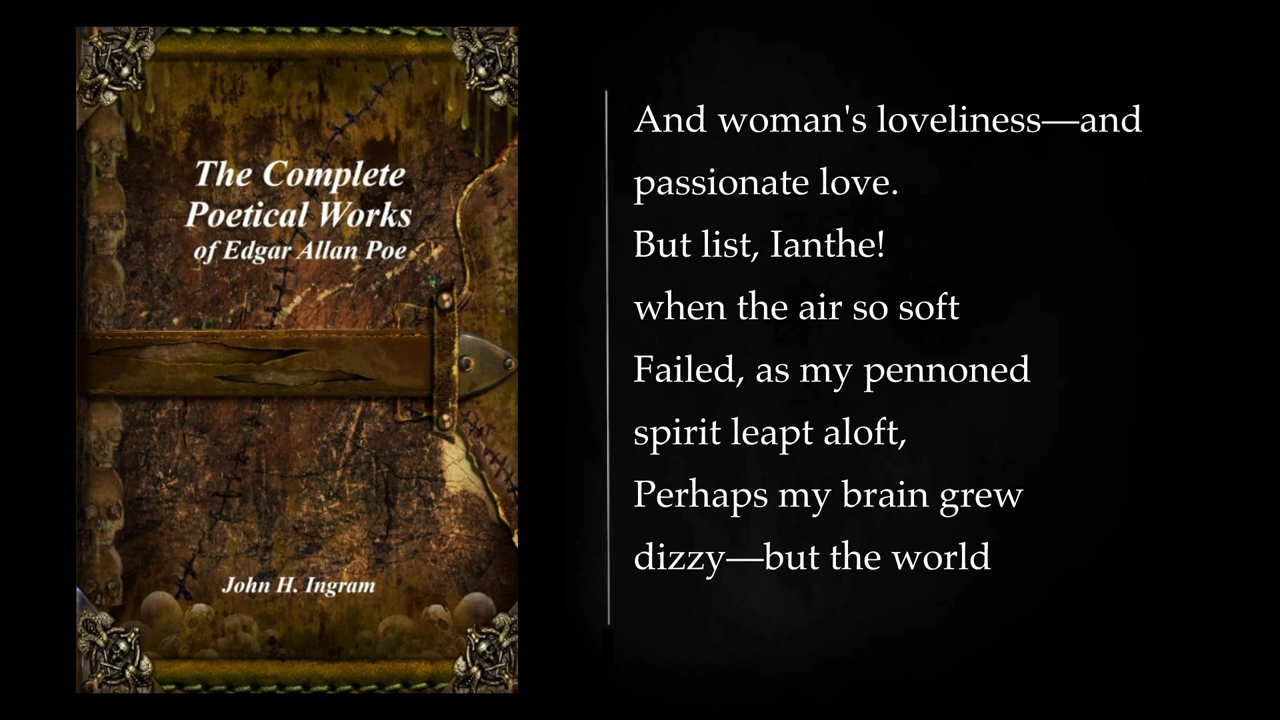 The Complete
Poetical Works
of Edgar Allan Poe
John H. Ingram
And woman's loveliness—and
passionate love.
But list, Ianthe!
when the air so soft
Failed, as my pennoned
spirit leapt aloft,
Perhaps my brain grew
dizzy—but the world